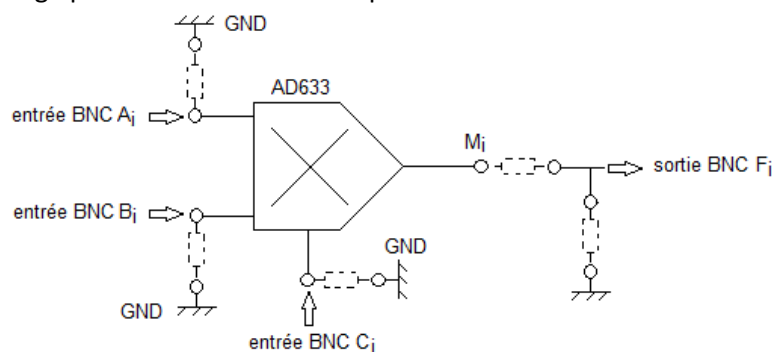 GND
AD633
entrée BNC Ai
Mi
sortie BNC Fi
entrée BNC Bi
GND
GND
entrée BNC Ci